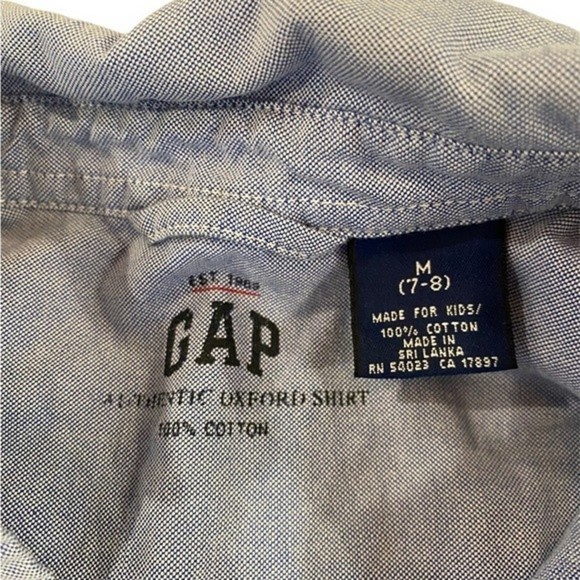 EST 1969
GAP
AUTHENTIC OXFORD SHIRT
100% COTTON
M
(7-8)
MADE FOR KIDS/
100% COTTON
MADE IN
SRI LANKA
RN 54023 CA 17897